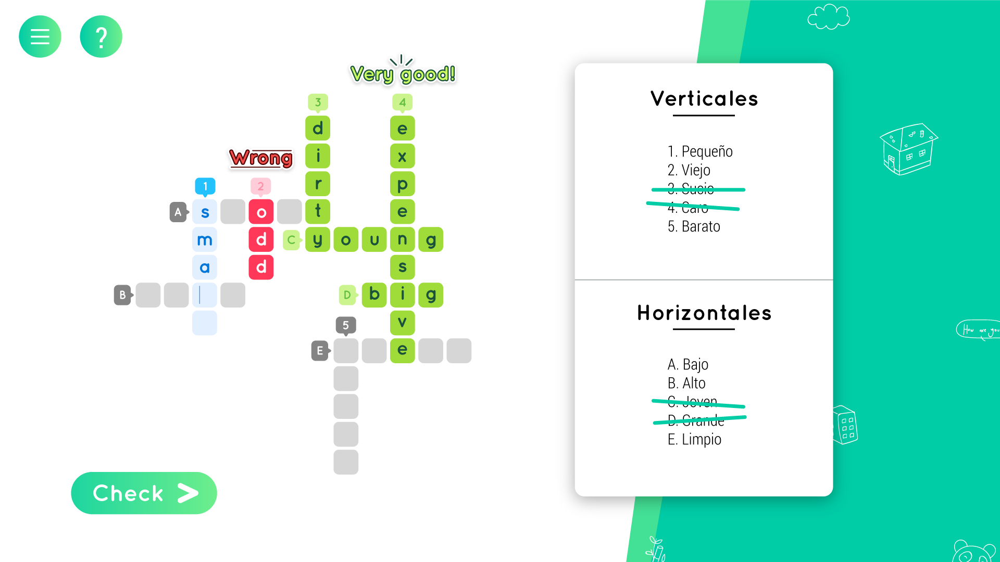 ?
Very good!
3
4
d
e
i
x
Wrong
r
p
1
2
A
s
o
t
e
m
d
C
y
o
u
n
g
a
d
s
B
D
b
i
g
5
v
E
e
Check >
Verticales
1. Pequeño
2. Viejo
3. Sucio
4. Caro
5. Barato
Horizontales
A. Bajo
B. Alto
C. Joven
D. Grande
E. Limpio
How are you